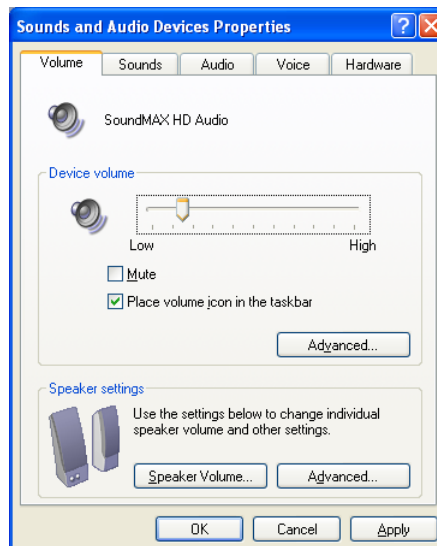 Sounds and Audio Devices Properties
Volume Sounds Audio Voice Hardware
SoundMAX HD Audio
Device volume
Low High
Mute
Place volume icon in the taskbar
Advanced...
Speaker settings
Use the settings below to change individual
speaker volume and other settings.
Speaker Volume... Advanced...
OK Cancel Apply